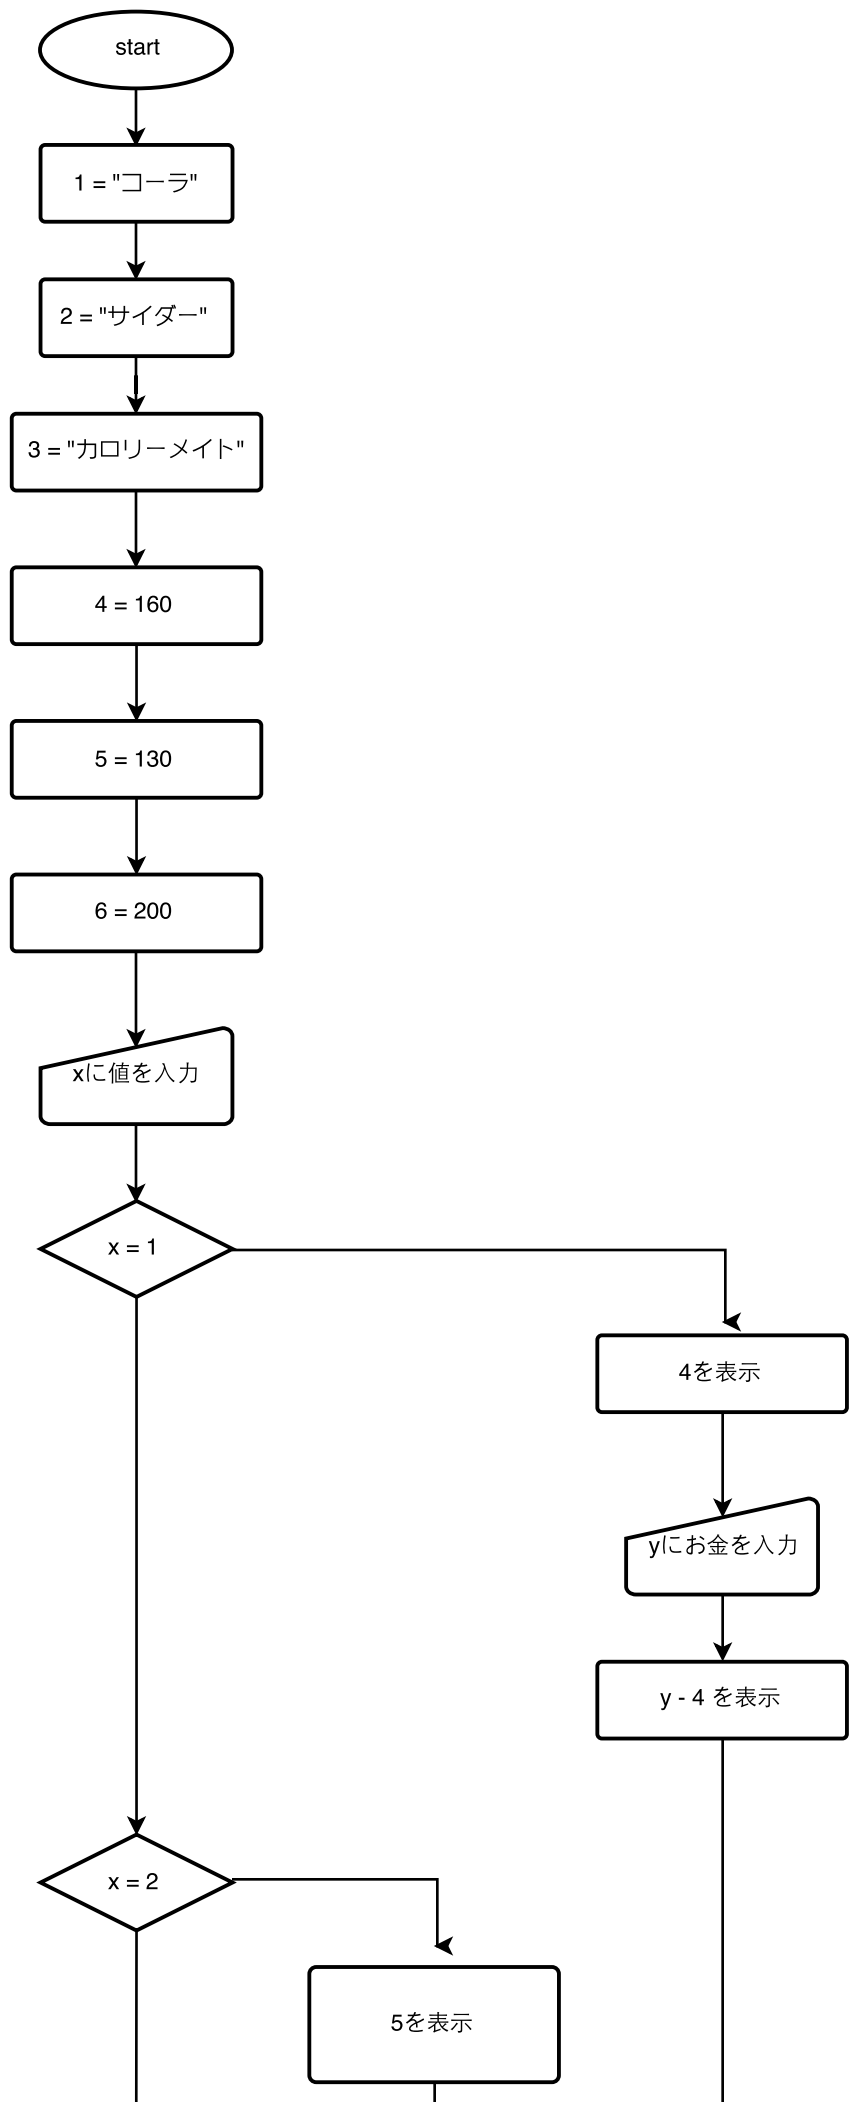 start
1 = "コーラ"
2 = "サイダー"
3 = "カロリーメイト"
4 = 160
5 = 130
6 = 200
xに値を入力
x = 1
4を表示
yにお金を入力
y - 4 を表示
x = 2
5を表示